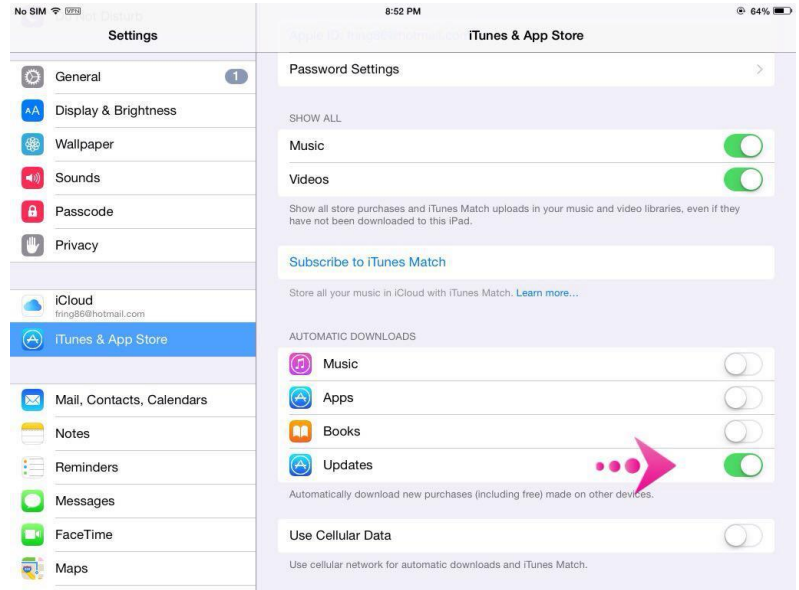 No SIM VPN 8:52 PM 64%
Do Not Disturb
Settings
iTunes & App Store
General 1
Display & Brightness
Wallpaper
Sounds
Passcode
Privacy
iCloud
fring86@hotmail.com
iTunes & App Store
Mail, Contacts, Calendars
Notes
Reminders
Messages
FaceTime
Maps
Password Settings
SHOW ALL
Music
Videos
Show all store purchases and iTunes Match uploads in your music and video libraries, even if they
have not been downloaded to this iPad.
Subscribe to iTunes Match
Store all your music in iCloud with iTunes Match. Learn more...
AUTOMATIC DOWNLOADS
Music
Apps
Books
Updates
Automatically download new purchases (including free) made on other devices.
Use Cellular Data
Use cellular network for automatic downloads and iTunes Match.